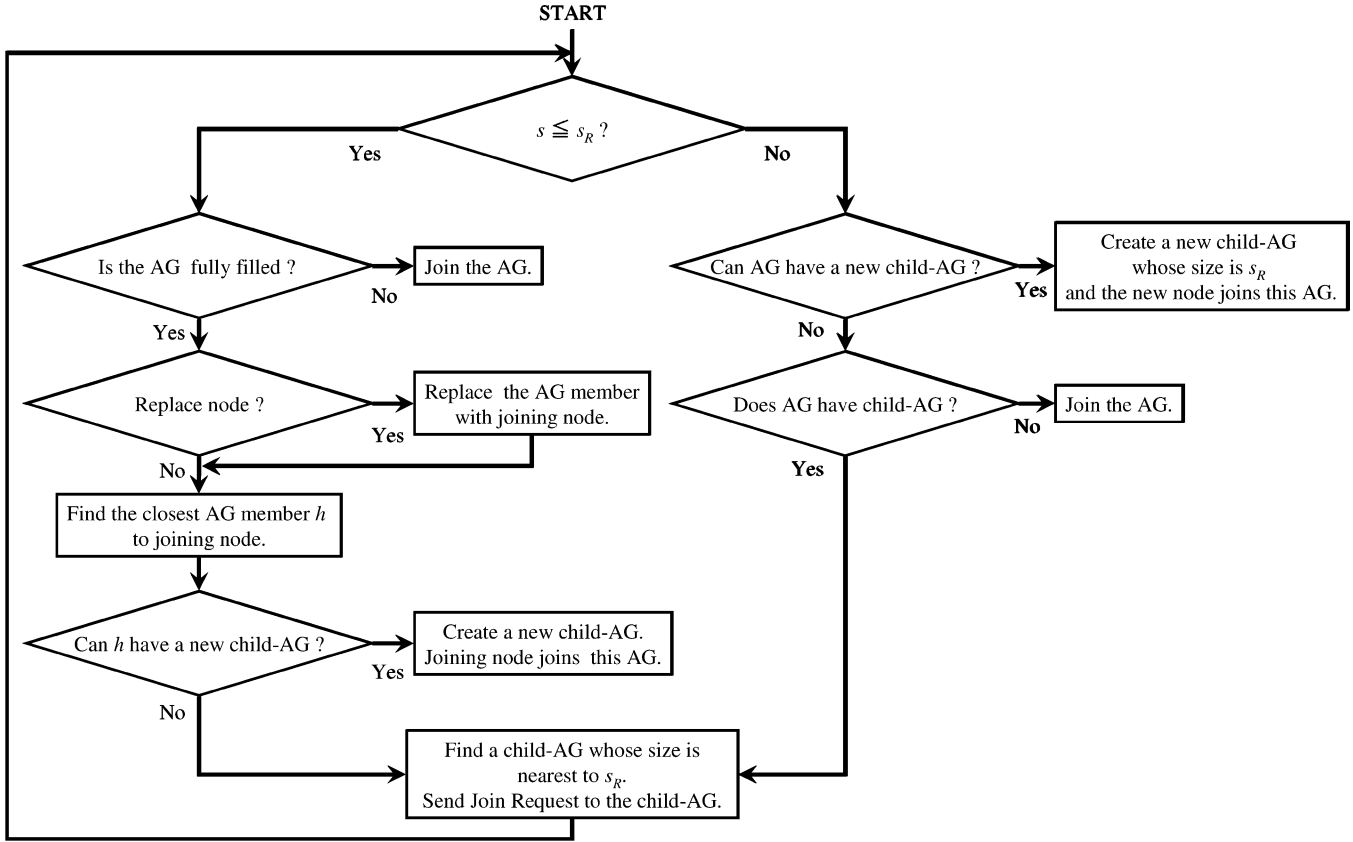 START
s ≦ s_R ?
Yes
No
Is the AG fully filled ?
No
Join the AG.
Can AG have a new child-AG ?
Yes
Create a new child-AG
whose size is s_R
and the new node joins this AG.
Yes
No
Replace node ?
Yes
Replace the AG member
with joining node.
Does AG have child-AG ?
No
Join the AG.
No
Yes
Find the closest AG member h
to joining node.
Can h have a new child-AG ?
Yes
Create a new child-AG.
Joining node joins this AG.
No
Find a child-AG whose size is
nearest to s_R.
Send Join Request to the child-AG.